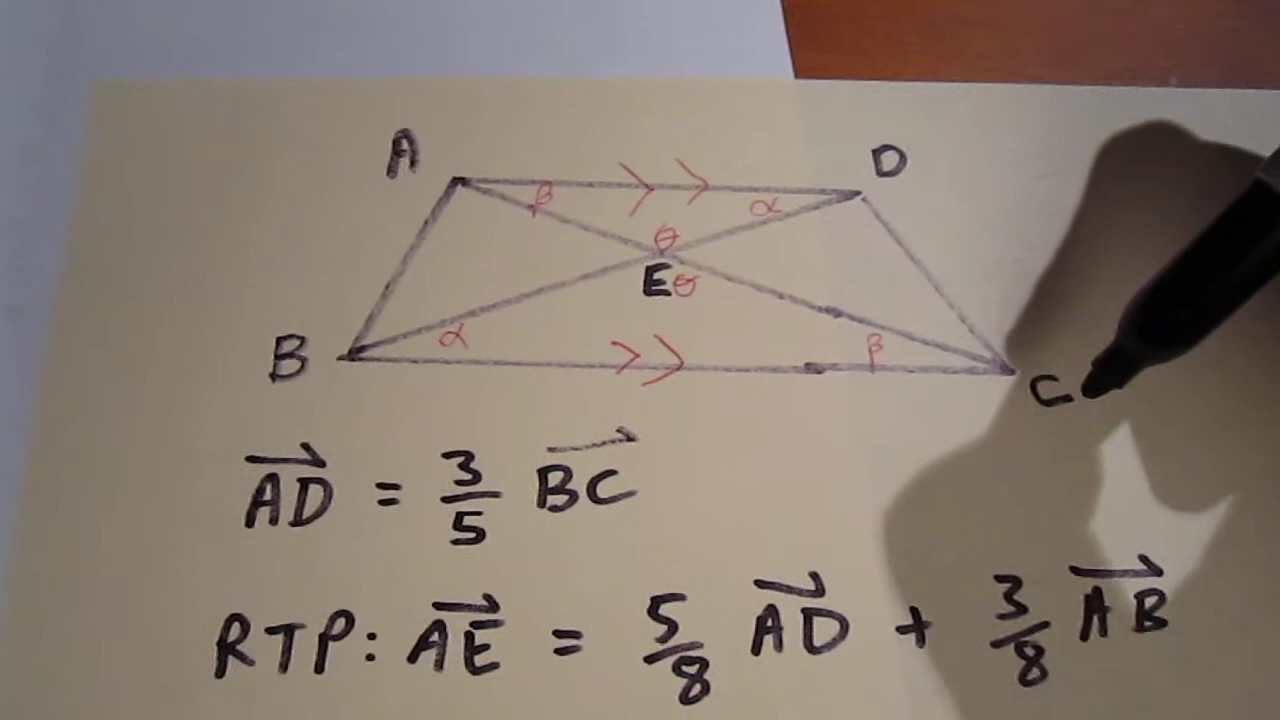 A D
β α
θ
E θ
B α β
C
AD = 3/5 BC
RTP: AE = 5/8 AD + 3/8 AB